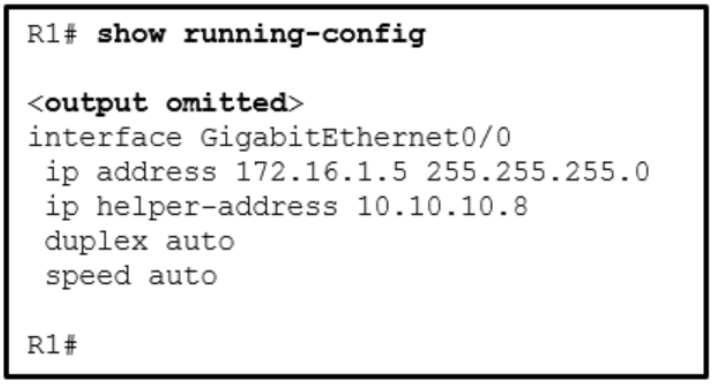 R1# show running-config
<output omitted>
interface GigabitEthernet0/0
ip address 172.16.1.5 255.255.255.0
ip helper-address 10.10.10.8
duplex auto
speed auto
R1#